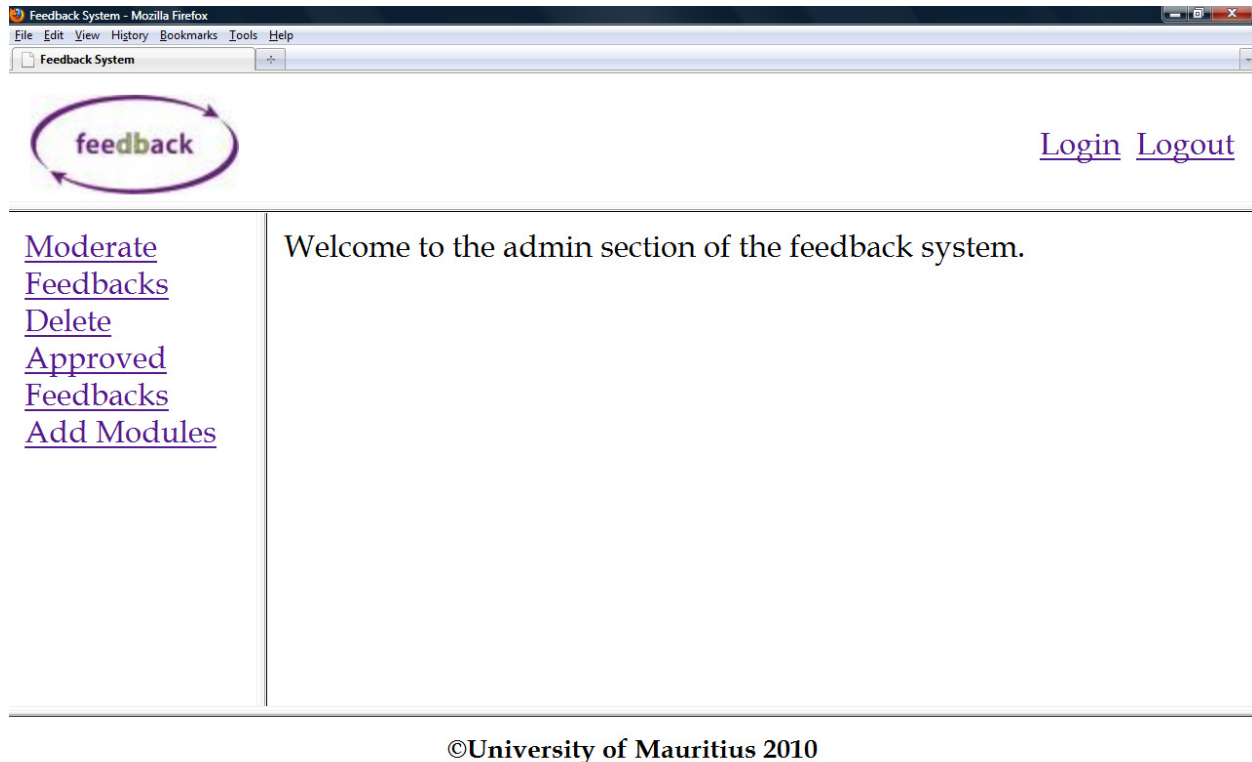 Feedback System - Mozilla Firefox
File Edit View History Bookmarks Tools Help
Feedback System
feedback
Login Logout
Moderate
Feedbacks
Delete
Approved
Feedbacks
Add Modules
Welcome to the admin section of the feedback system.
©University of Mauritius 2010